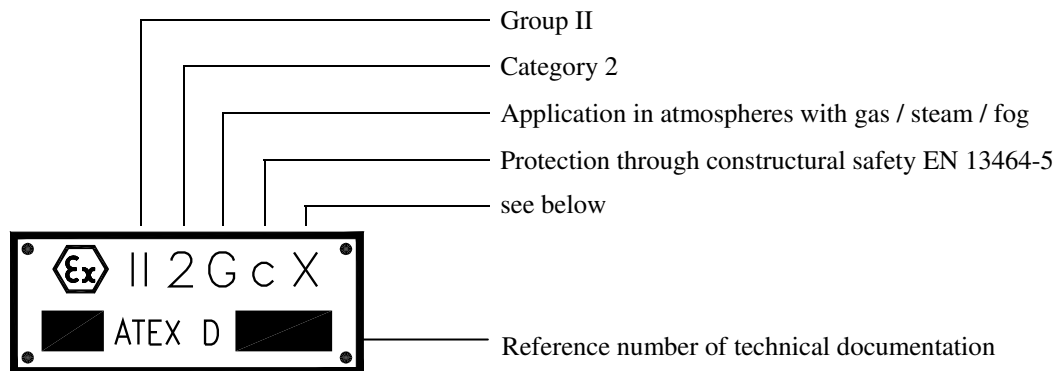 Group II
Category 2
Application in atmospheres with gas / steam / fog
Protection through constructural safety EN 13464-5
see below
Ex II 2 G c X
ATEX D
Reference number of technical documentation